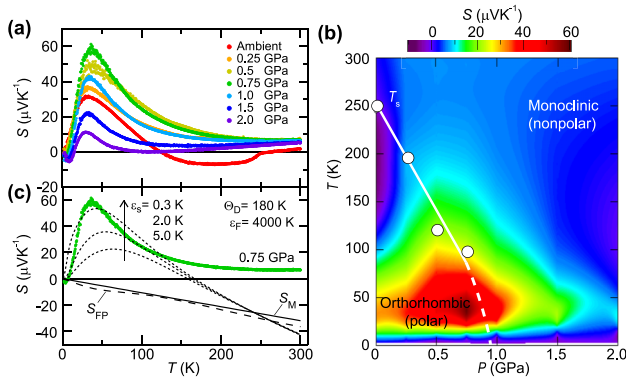 (a)
60
40
20
0
S (μVK⁻¹)
Ambient
0.25 GPa
0.5 GPa
0.75 GPa
1.0 GPa
1.5 GPa
2.0 GPa
-20
(c)
60
40
20
0
-20
-40
S (μVK⁻¹)
εs = 0.3 K
2.0 K
5.0 K
ΘD = 180 K
εF = 4000 K
0.75 GPa
SFP
SM
0 100 200 300
T (K)
S (μVK⁻¹)
0 20 40 60
(b)
300
250
200
150
100
50
0
T (K)
Ts
Monoclinic
(nonpolar)
Orthorhombic
(polar)
0 0.5 1.0 1.5 2.0
P (GPa)